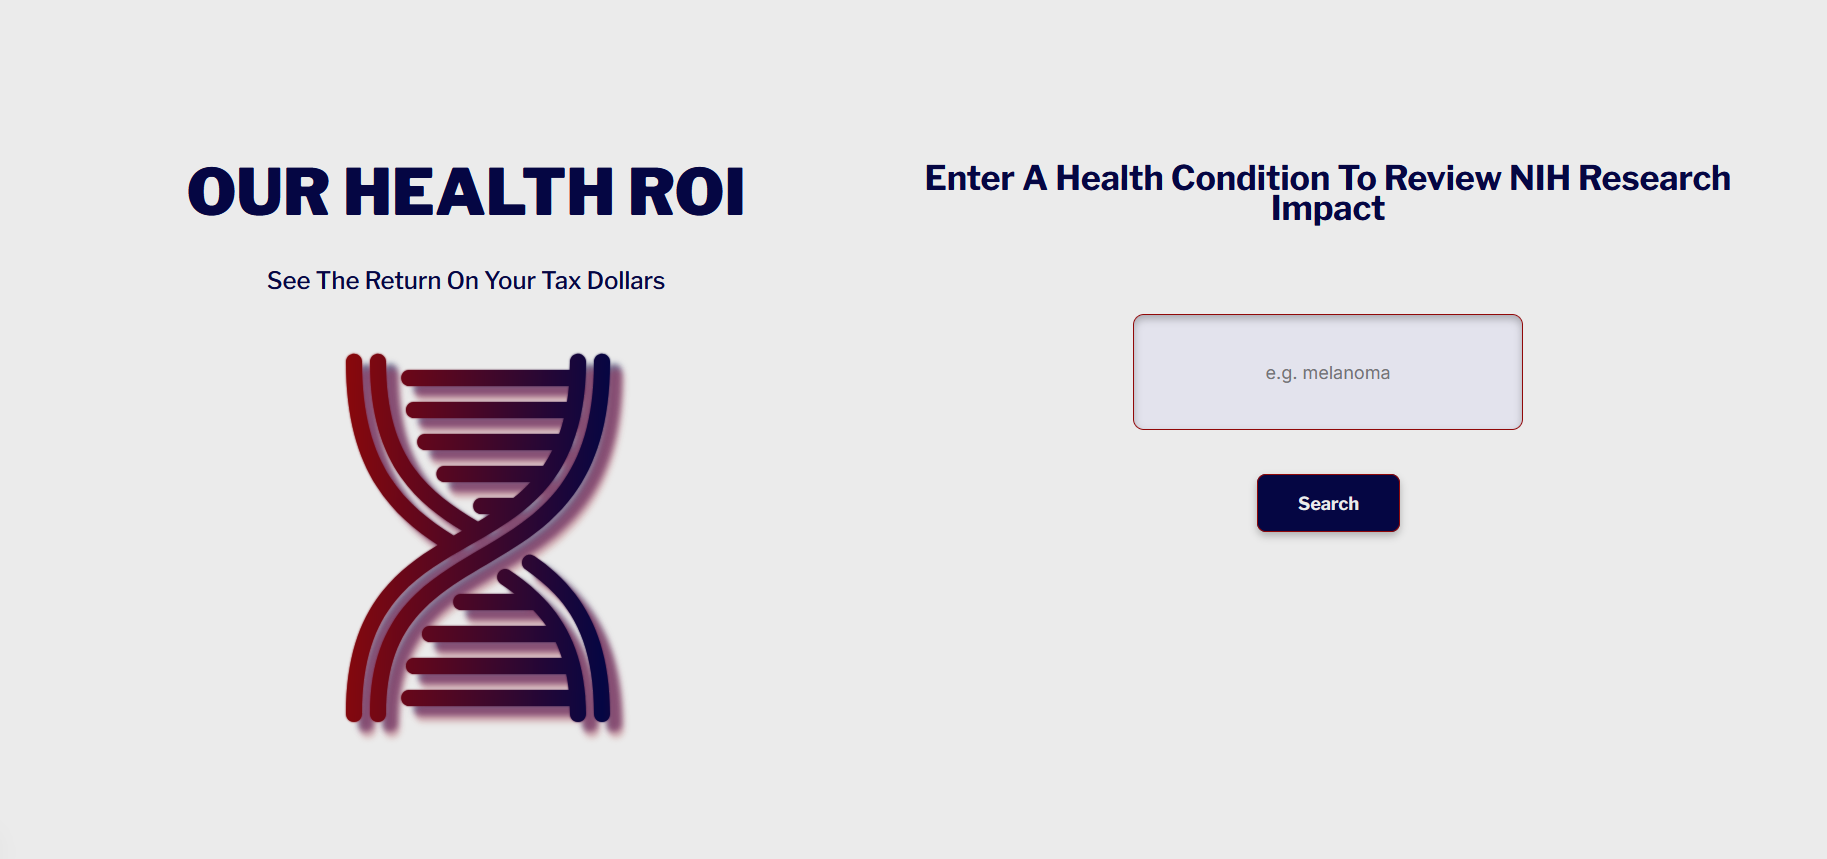 OUR HEALTH ROI
See The Return On Your Tax Dollars
Enter A Health Condition To Review NIH Research
Impact
e.g. melanoma
Search